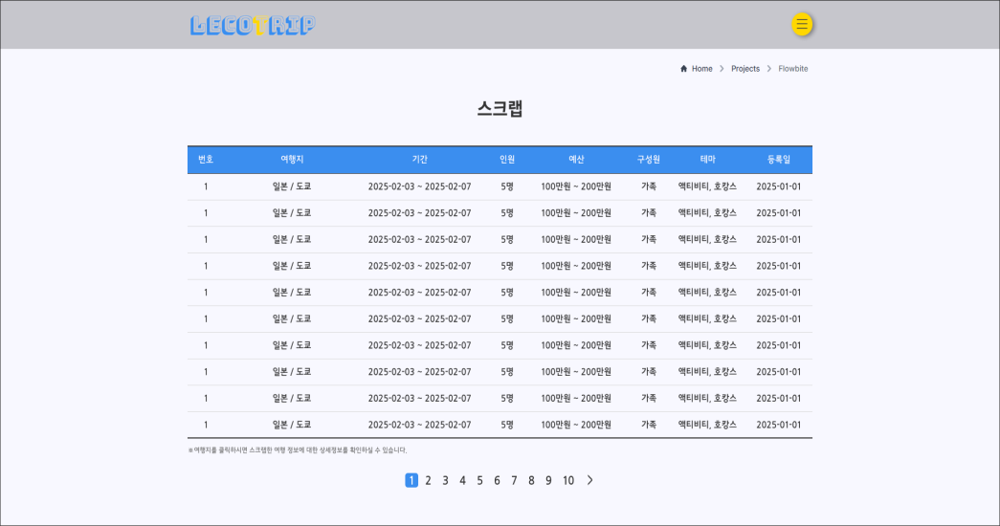 LECOTRIP
Home > Projects > Flowbite
스크랩
번호 여행지 기간 인원 예산 구성원 테마 등록일
1 일본 / 도쿄 2025-02-03 ~ 2025-02-07 5명 100만원 ~ 200만원 가족 액티비티, 호캉스 2025-01-01
1 일본 / 도쿄 2025-02-03 ~ 2025-02-07 5명 100만원 ~ 200만원 가족 액티비티, 호캉스 2025-01-01
1 일본 / 도쿄 2025-02-03 ~ 2025-02-07 5명 100만원 ~ 200만원 가족 액티비티, 호캉스 2025-01-01
1 일본 / 도쿄 2025-02-03 ~ 2025-02-07 5명 100만원 ~ 200만원 가족 액티비티, 호캉스 2025-01-01
1 일본 / 도쿄 2025-02-03 ~ 2025-02-07 5명 100만원 ~ 200만원 가족 액티비티, 호캉스 2025-01-01
1 일본 / 도쿄 2025-02-03 ~ 2025-02-07 5명 100만원 ~ 200만원 가족 액티비티, 호캉스 2025-01-01
1 일본 / 도쿄 2025-02-03 ~ 2025-02-07 5명 100만원 ~ 200만원 가족 액티비티, 호캉스 2025-01-01
1 일본 / 도쿄 2025-02-03 ~ 2025-02-07 5명 100만원 ~ 200만원 가족 액티비티, 호캉스 2025-01-01
1 일본 / 도쿄 2025-02-03 ~ 2025-02-07 5명 100만원 ~ 200만원 가족 액티비티, 호캉스 2025-01-01
1 일본 / 도쿄 2025-02-03 ~ 2025-02-07 5명 100만원 ~ 200만원 가족 액티비티, 호캉스 2025-01-01
※여행지를 클릭하시면 스크랩한 여행 정보에 대한 상세정보를 확인하실 수 있습니다.
1 2 3 4 5 6 7 8 9 10 >